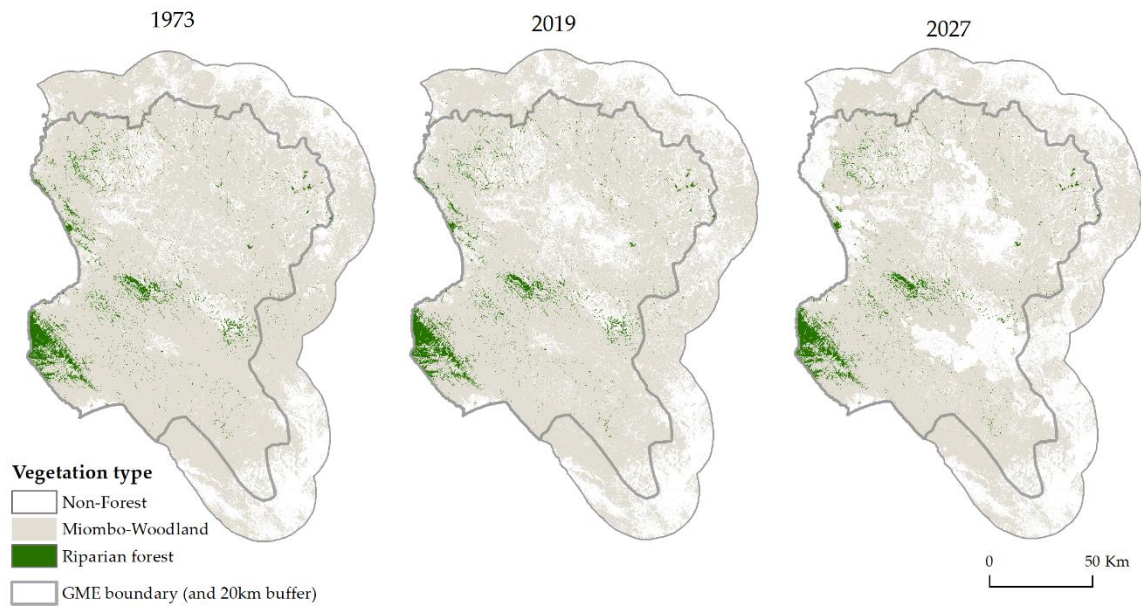 1973
2019
2027
Vegetation type
Non-Forest
Miombo-Woodland
Riparian forest
GME boundary (and 20km buffer)
0 50 Km